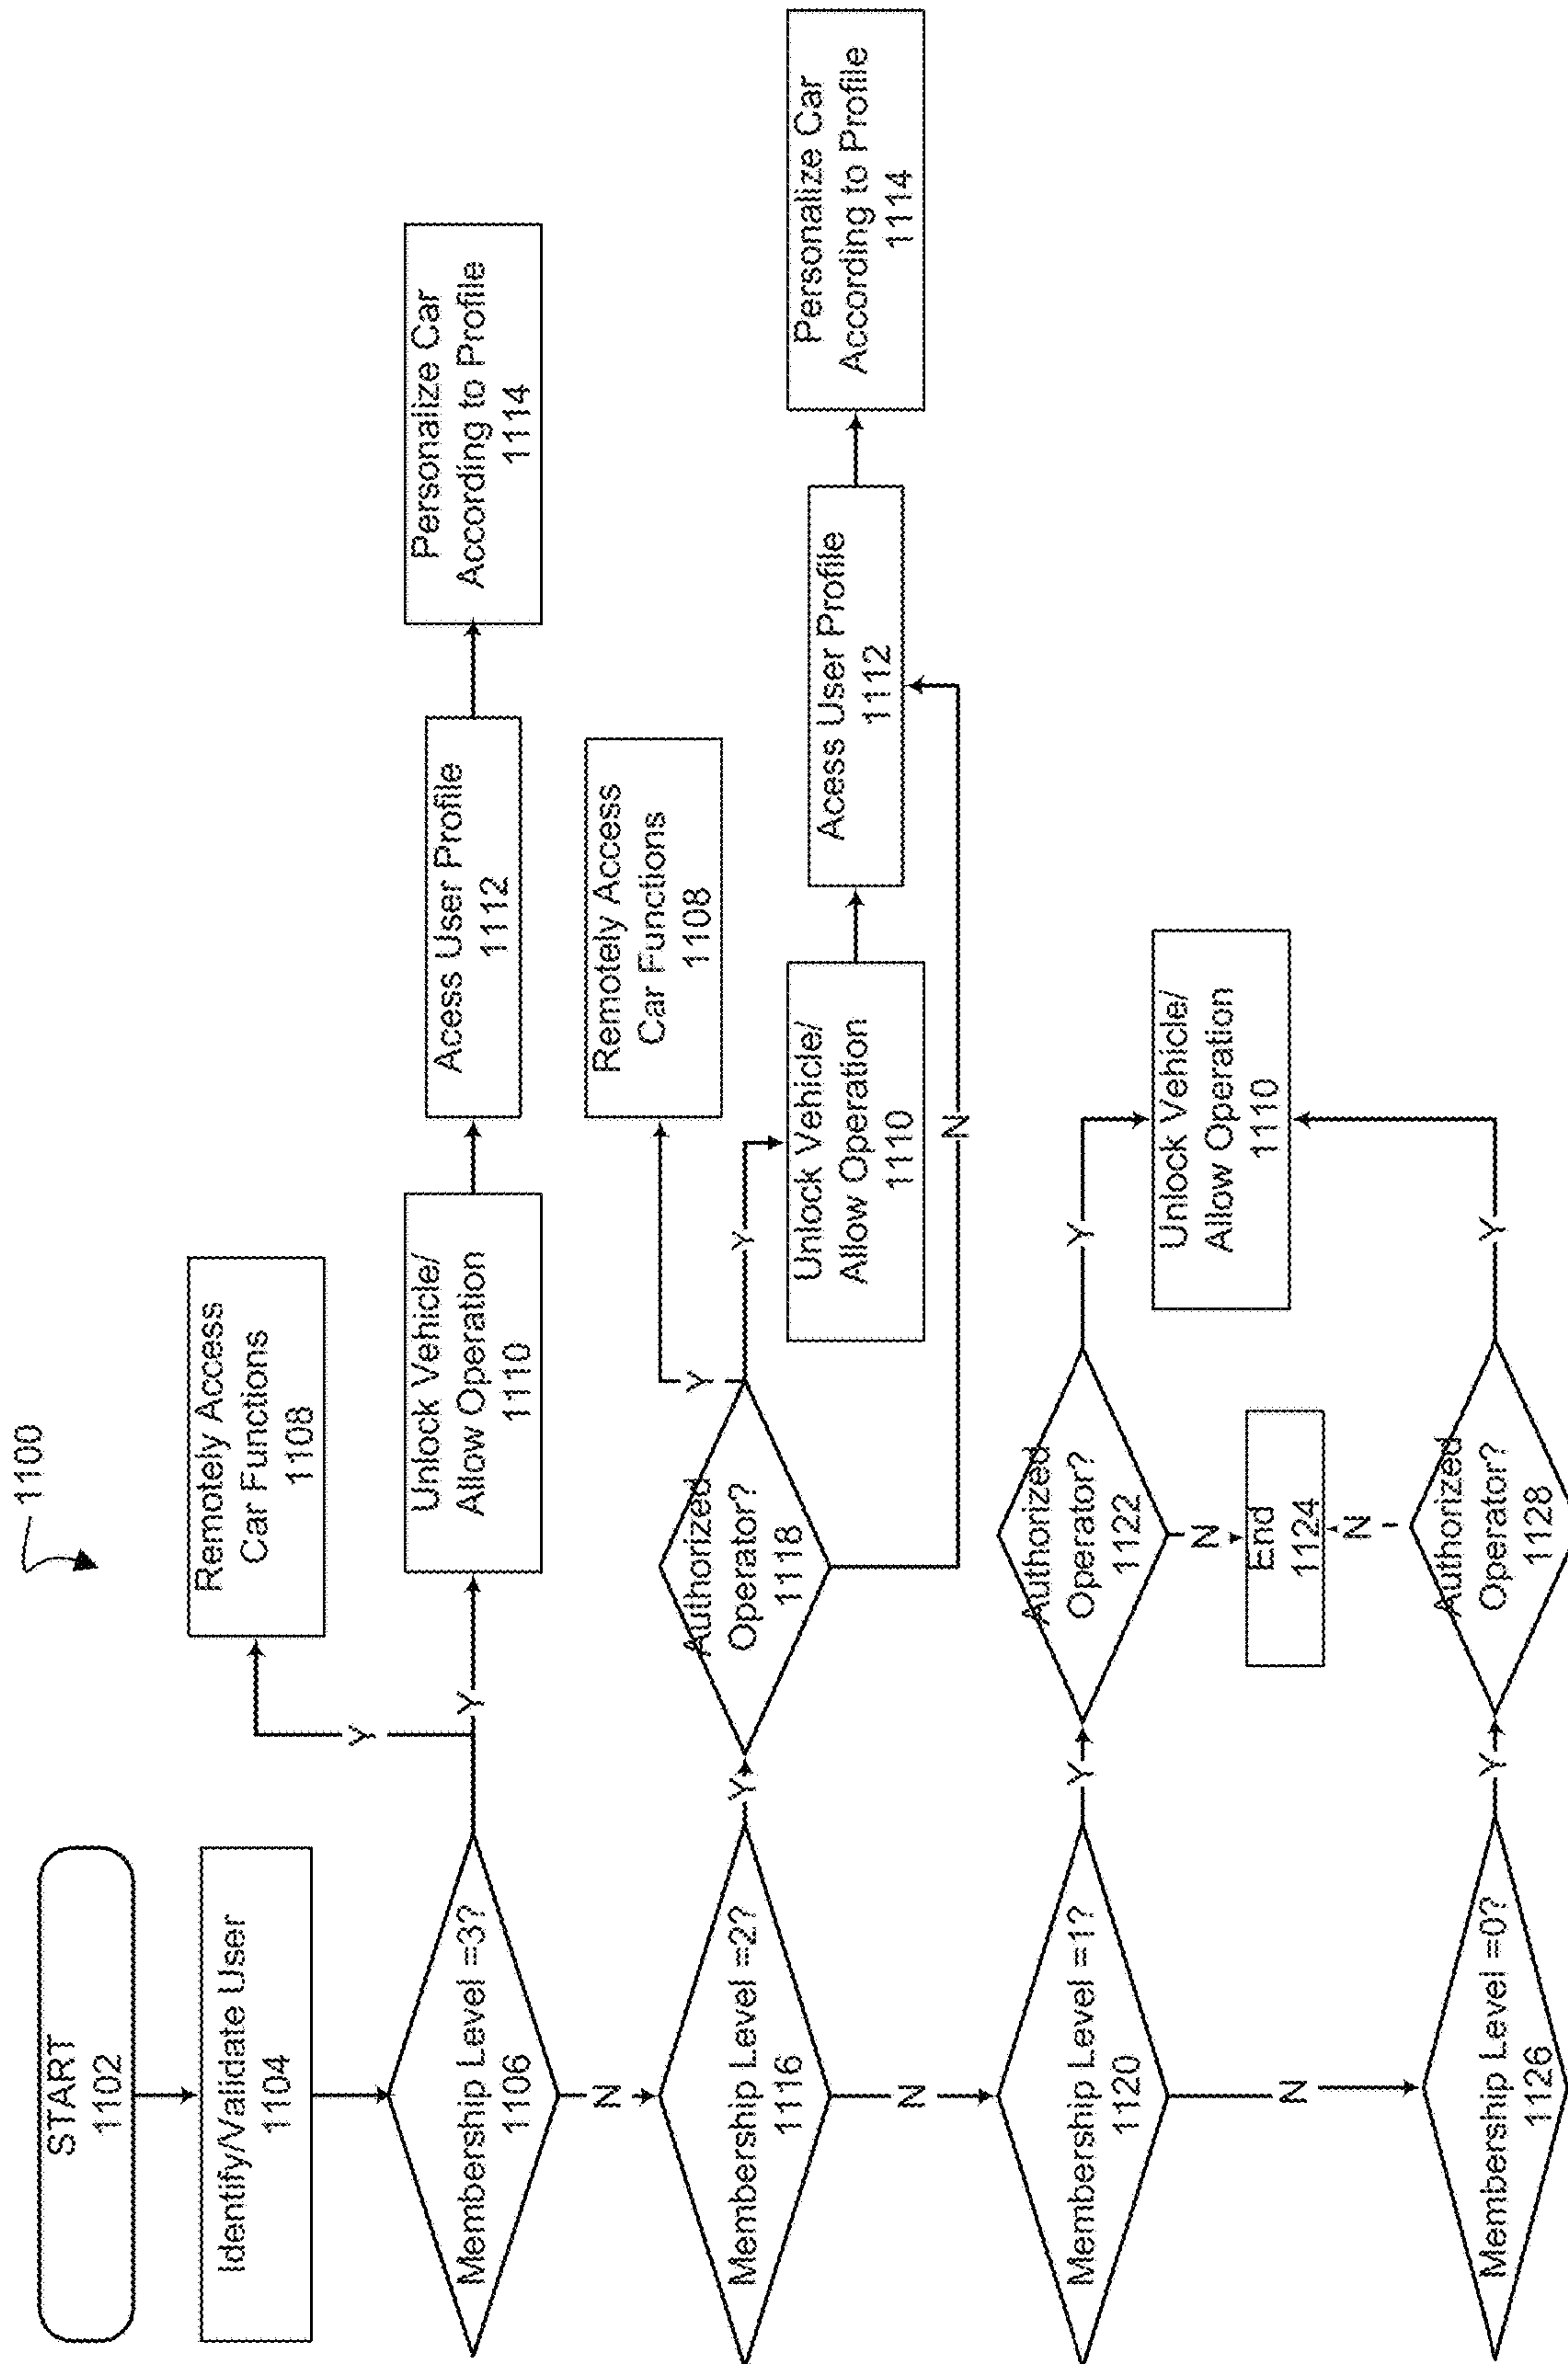 1100
START
1102
Identify/Validate User
1104
Membership Level =3?
1106
Y
Remotely Access
Car Functions
1108
Y
Unlock Vehicle/
Allow Operation
1110
Acess User Profile
1112
Personalize Car
According to Profile
1114
N
Membership Level =2?
1116
Y
Authorized
Operator?
1118
Y
Remotely Access
Car Functions
1108
Y
Unlock Vehicle/
Allow Operation
1110
N
Acess User Profile
1112
Personalize Car
According to Profile
1114
N
Membership Level =1?
1120
Y
Authorized
Operator?
1122
Y
Unlock Vehicle/
Allow Operation
1110
N
End
1124
N
Membership Level =0?
1126
Y
Authorized
Operator?
1128
N
Y